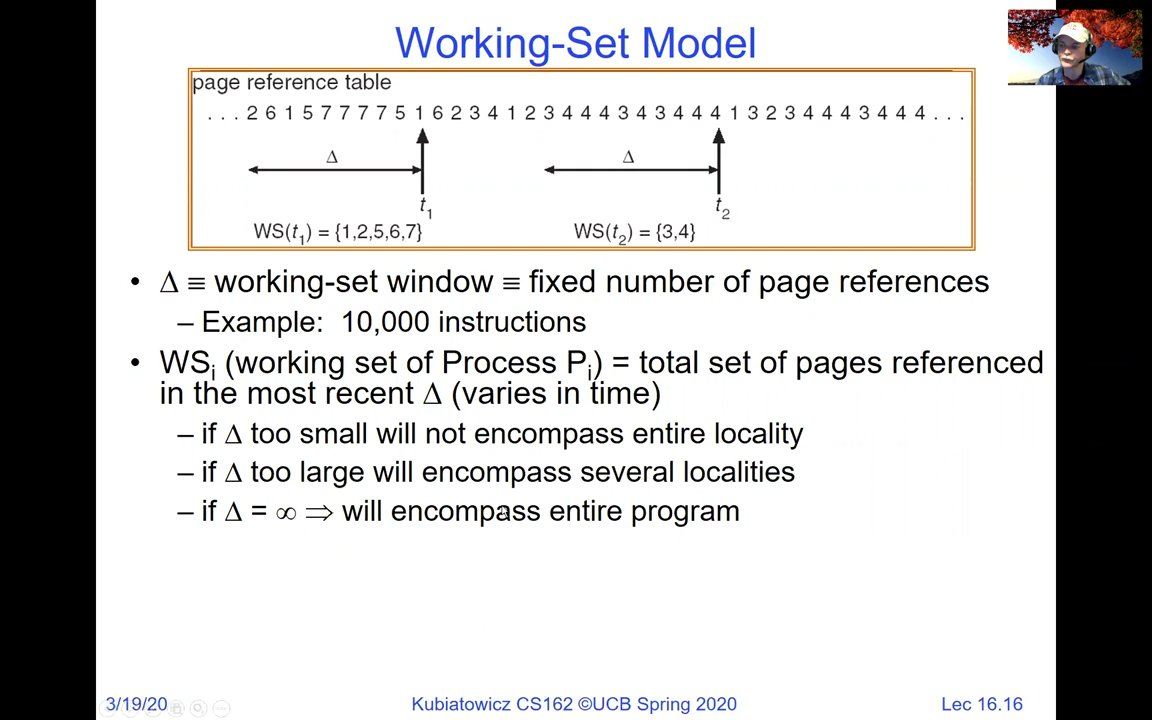 Working-Set Model
page reference table
. . . 2 6 1 5 7 7 7 7 5 1 6 2 3 4 1 2 3 4 4 4 3 4 3 4 4 4 1 3 2 3 4 4 4 3 4 4 4 . . .
Δ Δ
t1 t2
WS(t1) = {1,2,5,6,7} WS(t2) = {3,4}
• Δ ≡ working-set window ≡ fixed number of page references
– Example: 10,000 instructions
• WSi (working set of Process Pi) = total set of pages referenced
in the most recent Δ (varies in time)
– if Δ too small will not encompass entire locality
– if Δ too large will encompass several localities
– if Δ = ∞ ⇒ will encompass entire program
3/19/20 Kubiatowicz CS162 ©UCB Spring 2020 Lec 16.16